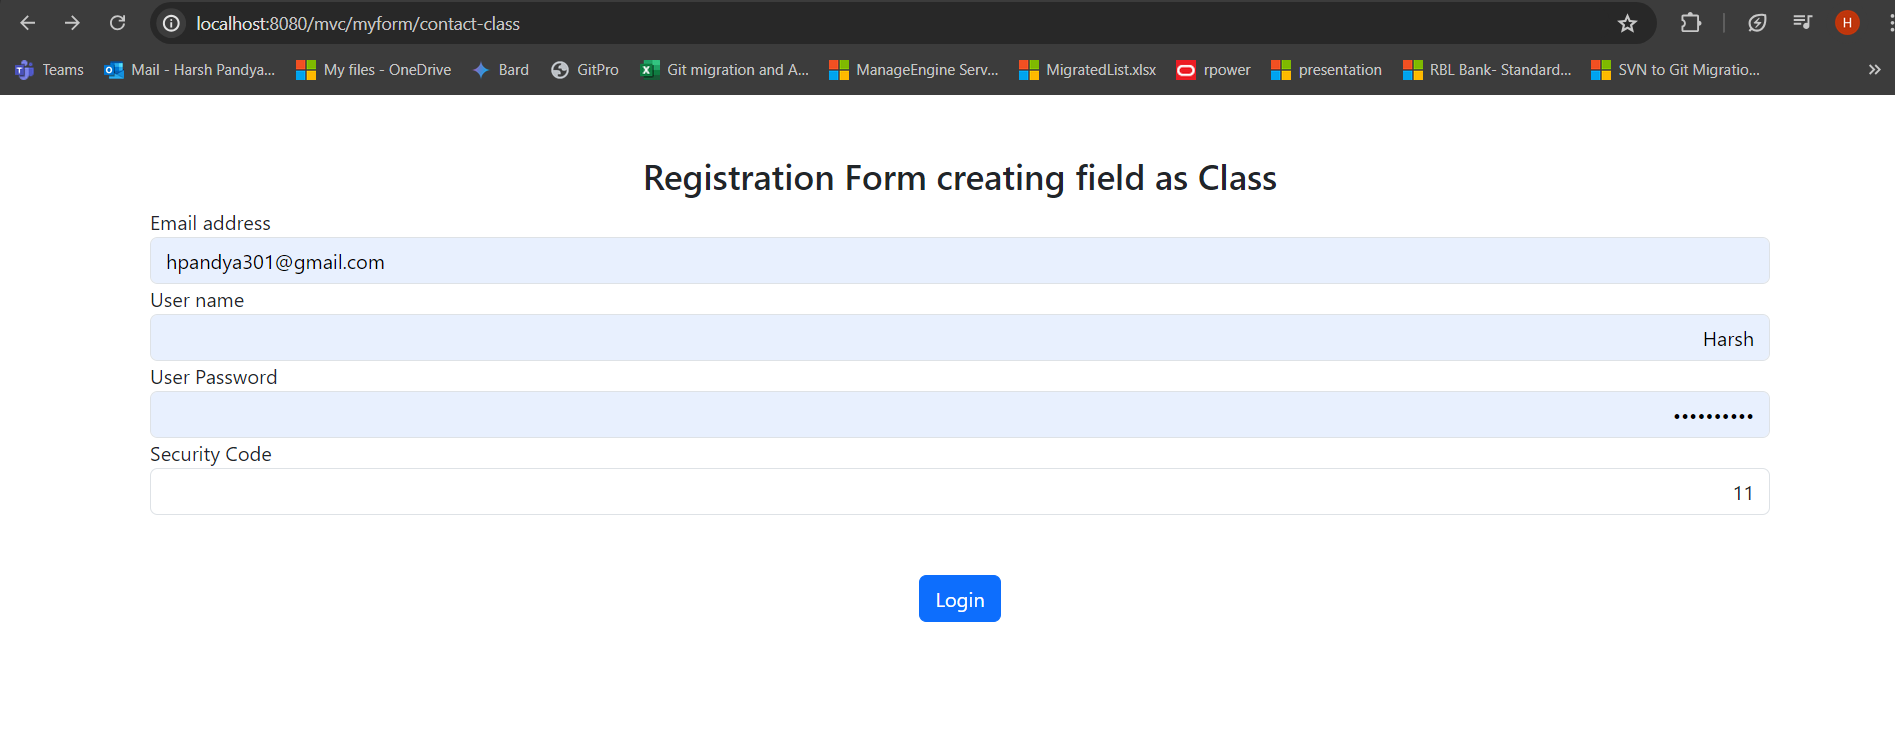 localhost:8080/mvc/myform/contact-class
H
Teams Mail - Harsh Pandya... My files - OneDrive Bard GitPro Git migration and A... ManageEngine Serv... MigratedList.xlsx rpower presentation RBL Bank- Standard... SVN to Git Migratio...
Registration Form creating field as Class
Email address
hpandya301@gmail.com
User name
Harsh
User Password
••••••••••
Security Code
11
Login